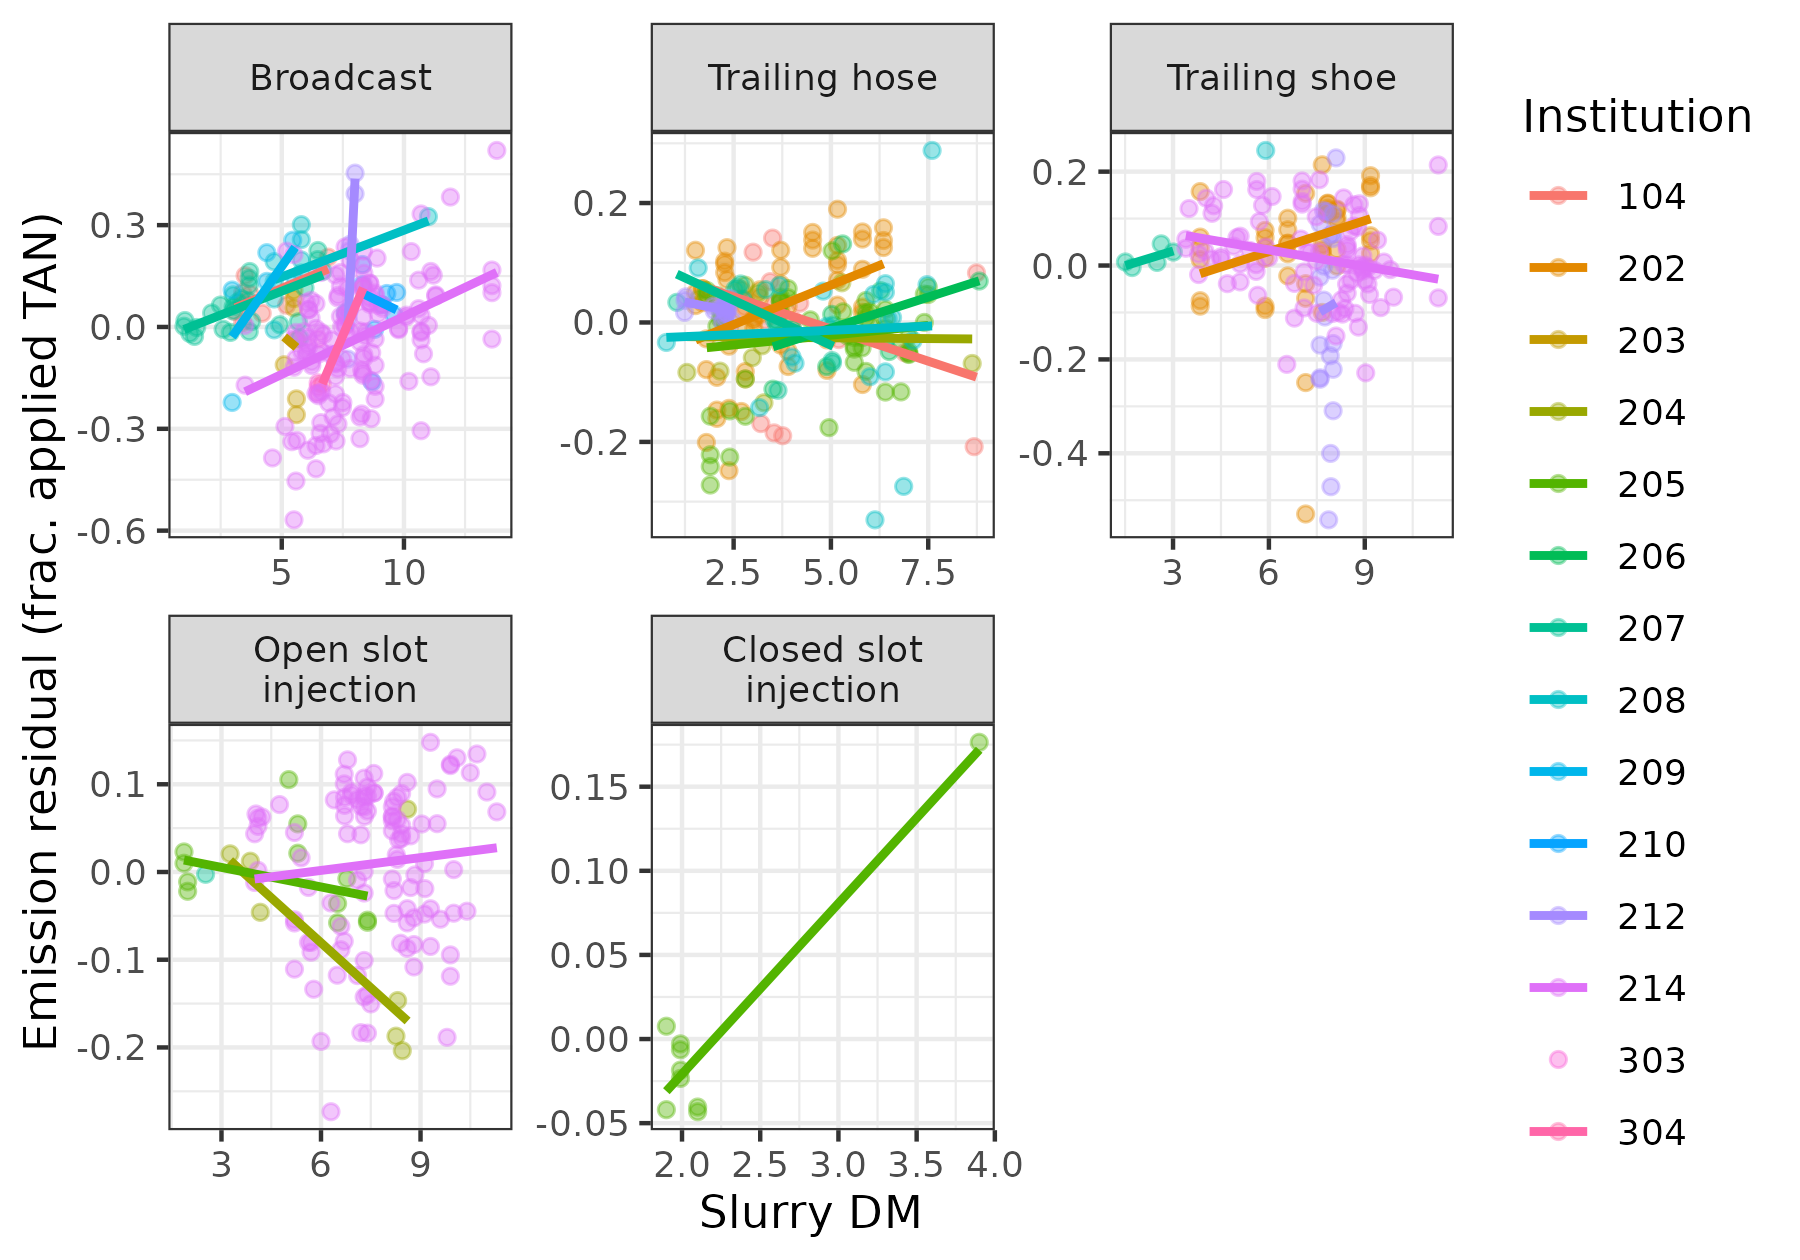 Broadcast
Trailing hose
Trailing shoe
Institution
104
202
203
204
205
206
207
208
209
210
212
214
303
304
Emission residual (frac. applied TAN)
0.3
0.0
-0.3
-0.6
5 10
0.2
0.0
-0.2
2.5 5.0 7.5
0.2
0.0
-0.2
-0.4
3 6 9
Open slot
injection
Closed slot
injection
0.1
0.0
-0.1
-0.2
3 6 9
0.15
0.10
0.05
0.00
-0.05
2.0 2.5 3.0 3.5 4.0
Slurry DM